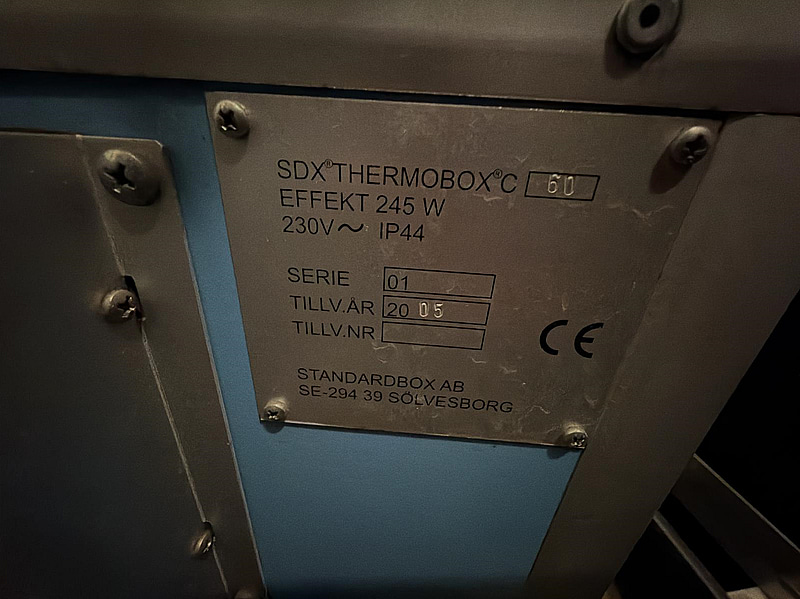 SDX® THERMOBOX® C 60
EFFEKT 245 W
230V~ IP44
SERIE 01
TILLV.ÅR 20 05
TILLV.NR
CE
STANDARDBOX AB
SE-294 39 SÖLVESBORG